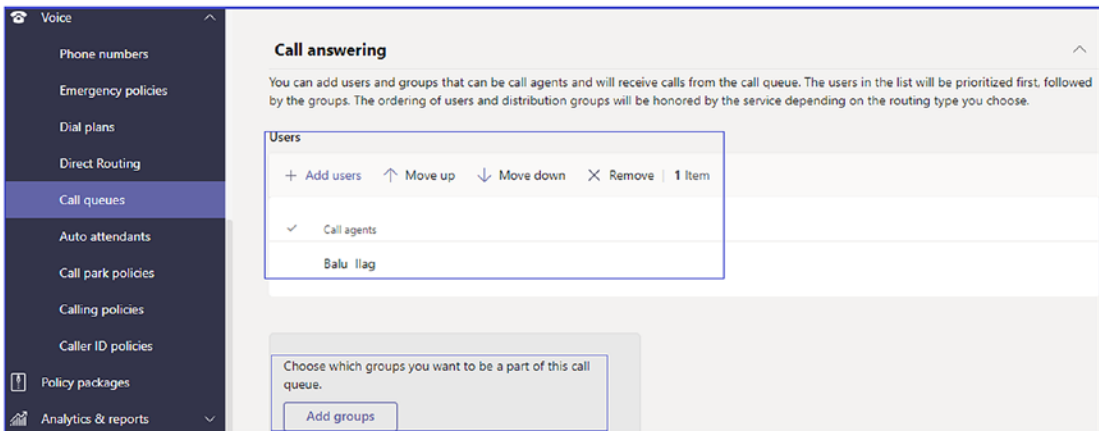 Voice
Phone numbers
Emergency policies
Dial plans
Direct Routing
Call queues
Auto attendants
Call park policies
Calling policies
Caller ID policies
Policy packages
Analytics & reports
Call answering
You can add users and groups that can be call agents and will receive calls from the call queue. The users in the list will be prioritized first, followed
by the groups. The ordering of users and distribution groups will be honored by the service depending on the routing type you choose.
Users
+ Add users ↑ Move up ↓ Move down × Remove | 1 Item
Call agents
Balu Ilag
Choose which groups you want to be a part of this call
queue.
Add groups